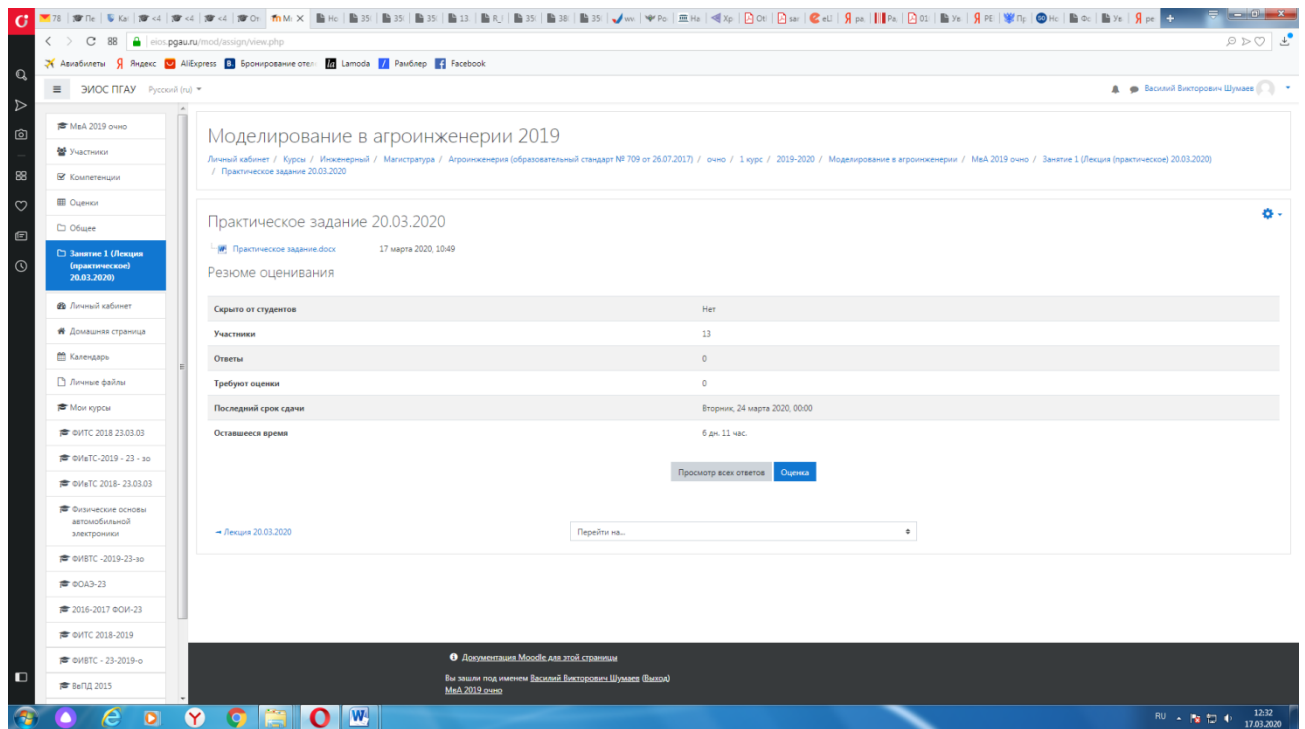 eios.pgau.ru/mod/assign/view.php
Авиабилеты Яндекс AliExpress Бронирование отел Lamoda Рамблер Facebook
ЭИОС ПГАУ Русский (ru)
Василий Викторович Шумаев
МвА 2019 очно
Участники
Компетенции
Оценки
Общее
Занятие 1 (Лекция
(практическое)
20.03.2020)
Личный кабинет
Домашняя страница
Календарь
Личные файлы
Мои курсы
ФИТС 2018 23.03.03
ФИвТС-2019 - 23 - зо
ФИвТС 2018- 23.03.03
Физические основы
автомобильной
электроники
ФИВТС -2019-23-зо
ФОАЭ-23
2016-2017 ФОИ-23
ФИТС 2018-2019
ФИВТС - 23-2019-о
ВвПД 2015
Моделирование в агроинженерии 2019
Личный кабинет / Курсы / Инженерный / Магистратура / Агроинженерия (образовательный стандарт № 709 от 26.07.2017) / очно / 1 курс / 2019-2020 / Моделирование в агроинженерии / МвА 2019 очно / Занятие 1 (Лекция (практическое) 20.03.2020)
/ Практическое задание 20.03.2020
Практическое задание 20.03.2020
Практическое задание.docx 17 марта 2020, 10:49
Резюме оценивания
Скрыто от студентов Нет
Участники 13
Ответы 0
Требуют оценки 0
Последний срок сдачи Вторник, 24 марта 2020, 00:00
Оставшееся время 6 дн. 11 час.
Просмотр всех ответов Оценка
→ Лекция 20.03.2020 Перейти на...
Документация Moodle для этой страницы
Вы зашли под именем Василий Викторович Шумаев (Выход)
МвА 2019 очно
RU 12:32
17.03.2020